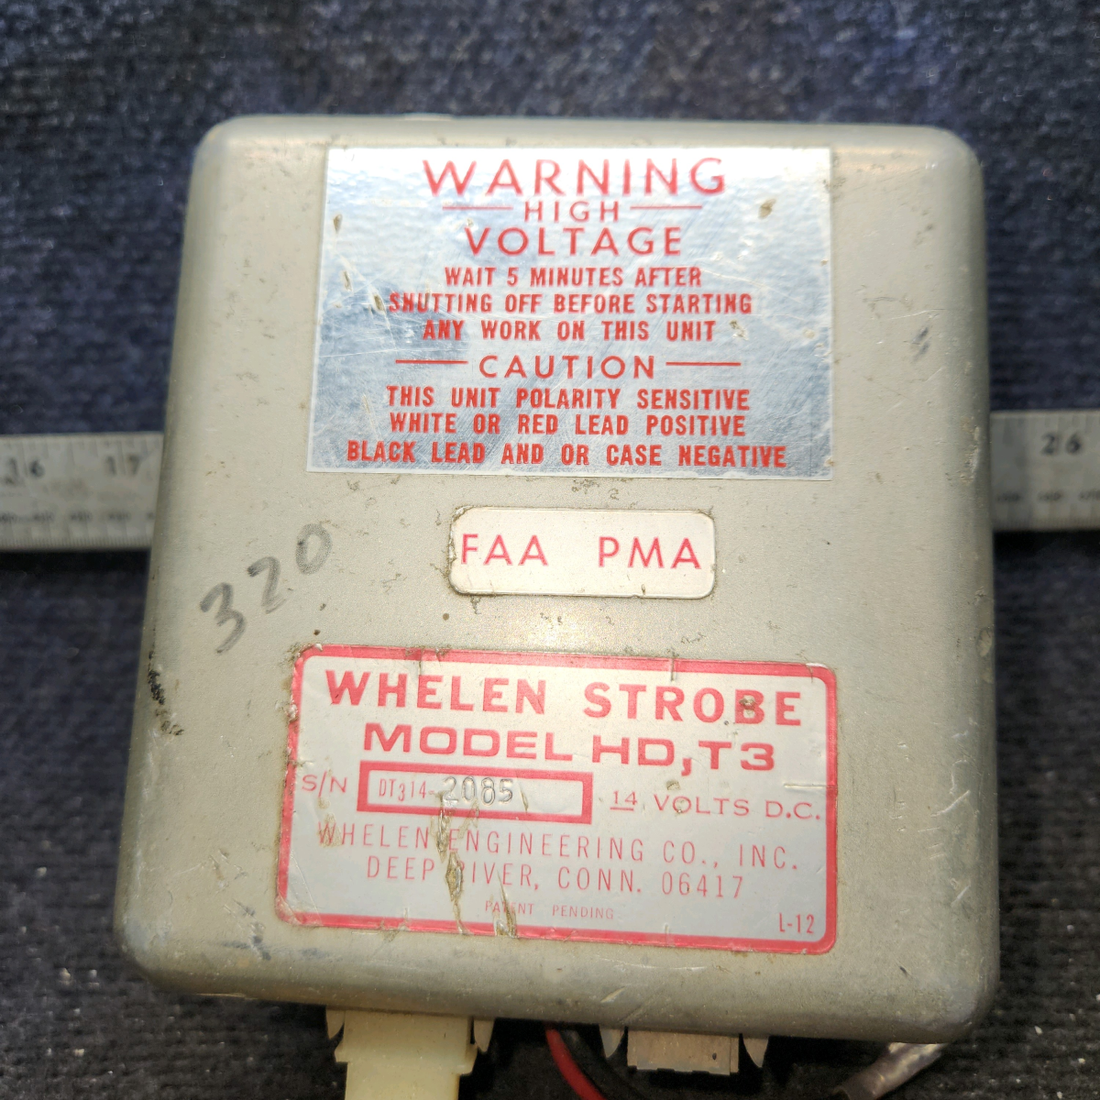 WARNING
HIGH
VOLTAGE
WAIT 5 MINUTES AFTER
SHUTTING OFF BEFORE STARTING
ANY WORK ON THIS UNIT
CAUTION
THIS UNIT POLARITY SENSITIVE
WHITE OR RED LEAD POSITIVE
BLACK LEAD AND OR CASE NEGATIVE
16 17
26
FAA PMA
320
WHELEN STROBE
MODEL HD,T3
S/N DT314-2085 14 VOLTS D.C.
WHELEN ENGINEERING CO., INC.
DEEP RIVER, CONN. 06417
PATENT PENDING
L-12